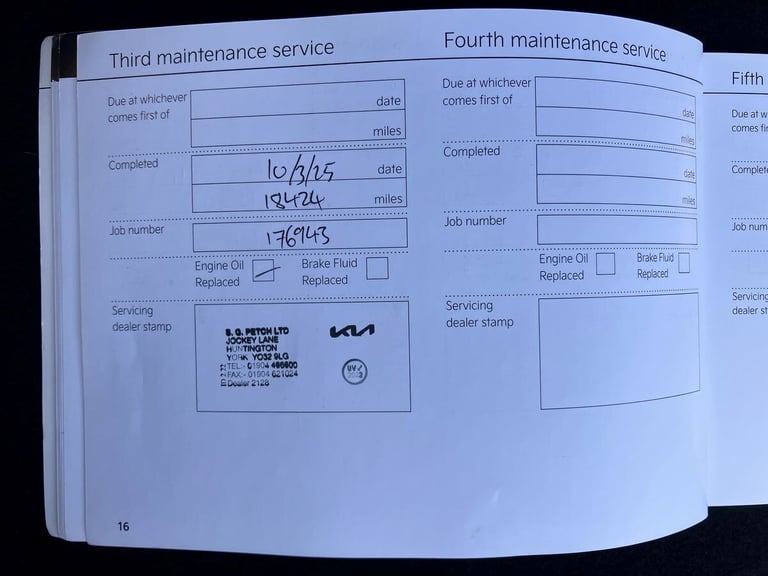 Third maintenance service
Due at whichever
comes first of
date
miles
Completed
10/3/25 date
18424 miles
Job number
176943
Engine Oil
Replaced
Brake Fluid
Replaced
Servicing
dealer stamp
S. G. PETCH LTD
JOCKEY LANE
HUNTINGTON
YORK YO32 9LG
TEL:- 01904
FAX:- 01904 621024
Dealer 2128
KIA
16
Fourth maintenance service
Due at whichever
comes first of
date
miles
Completed
date
miles
Job number
Engine Oil
Replaced
Brake Fluid
Replaced
Servicing
dealer stamp
Fifth
Due at w
comes fir
Complete
Job num
Servicing
dealer st